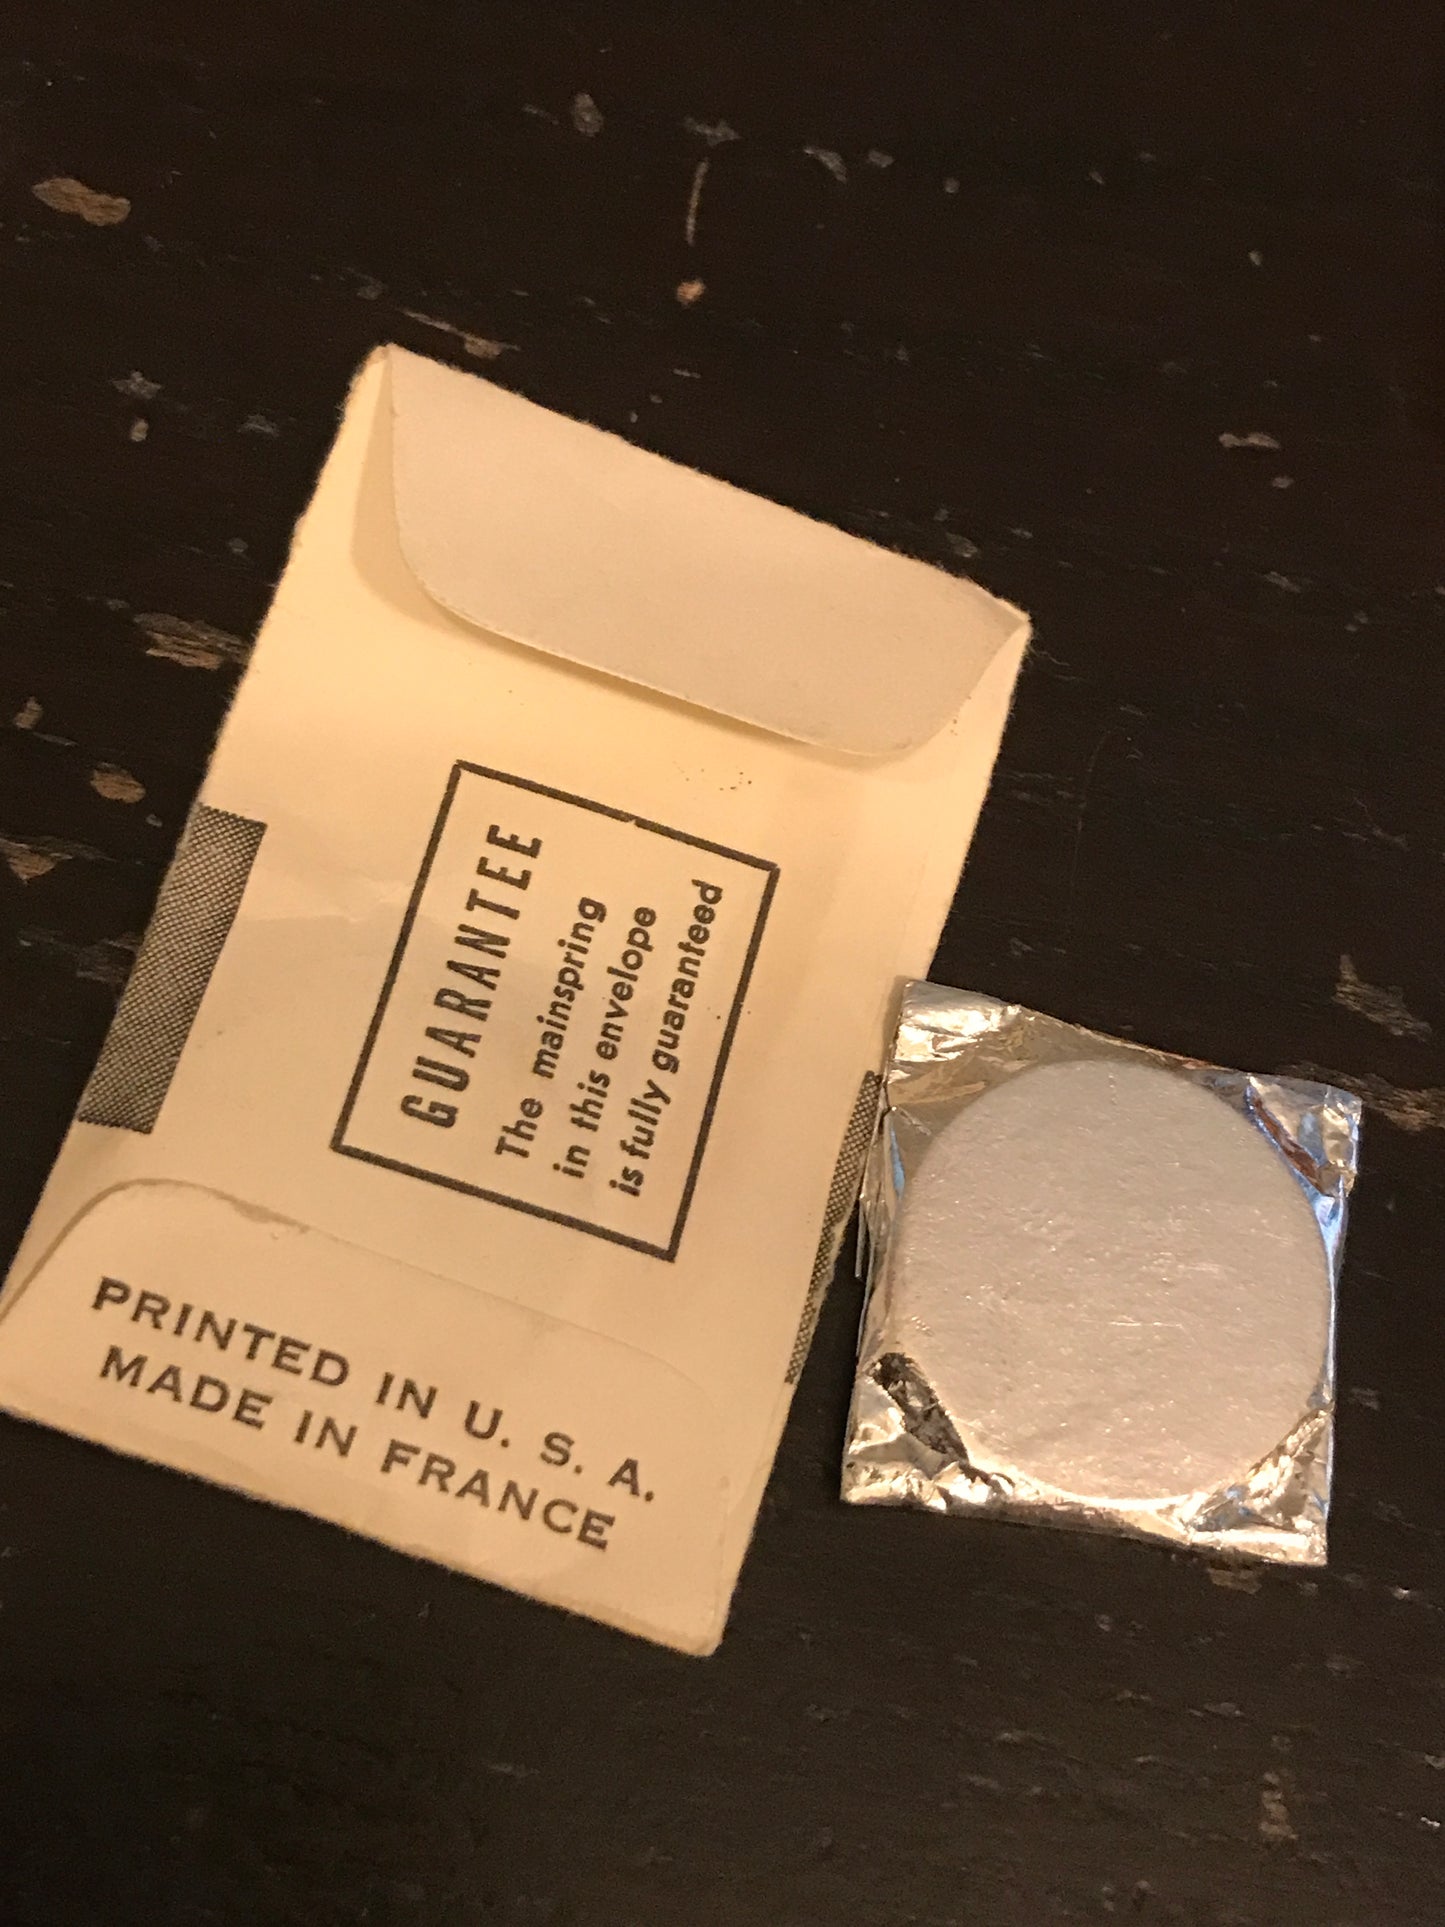 GUARANTEE
The mainspring
in this envelope
is fully guaranteed
PRINTED IN U. S. A.
MADE IN FRANCE